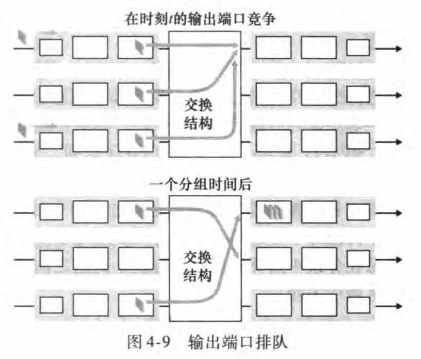 在时刻t的输出端口竞争
交换
结构
一个分组时间后
交换
结构
图4-9 输出端口排队